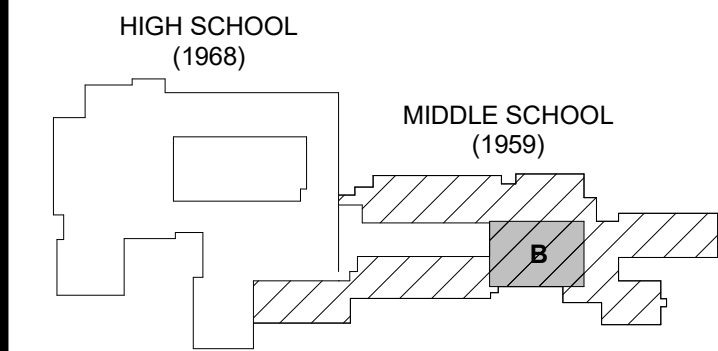 HIGH SCHOOL
(1968)
MIDDLE SCHOOL
(1959)
B